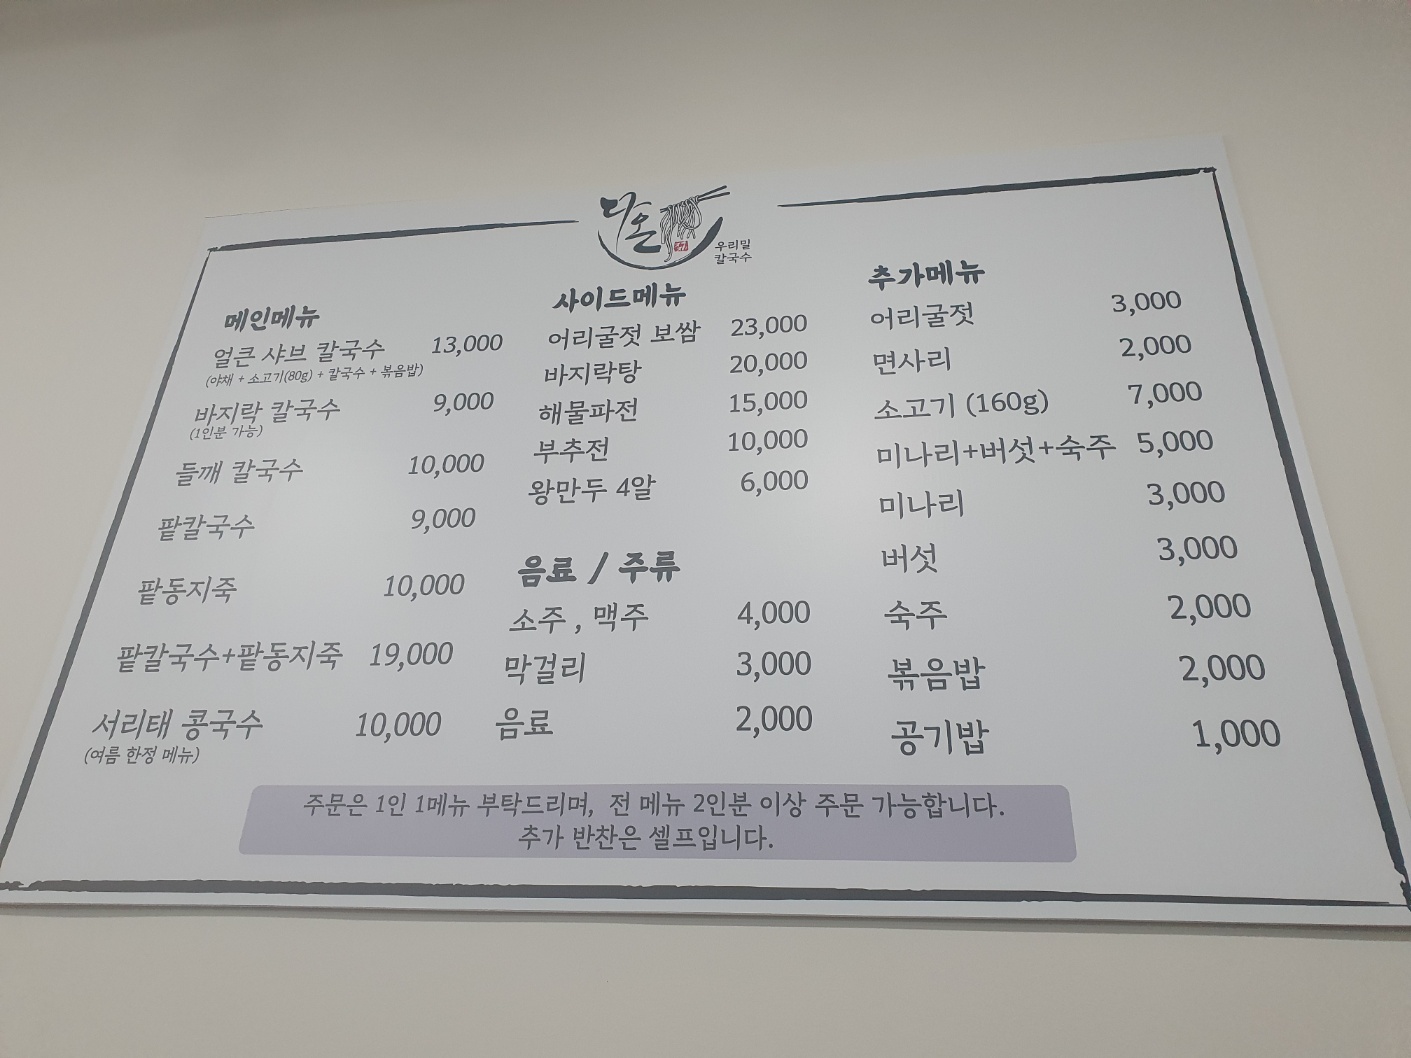 다온
우리밀
칼국수
메인메뉴
얼큰 샤브 칼국수 13,000
(야채 + 소고기(80g) + 칼국수 + 볶음밥)
바지락 칼국수 9,000
(1인분 가능)
들깨 칼국수 10,000
팥칼국수 9,000
팥동지죽 10,000
팥칼국수+팥동지죽 19,000
서리태 콩국수 10,000
(여름 한정 메뉴)
사이드메뉴
어리굴젓 보쌈 23,000
바지락탕 20,000
해물파전 15,000
부추전 10,000
왕만두 4알 6,000
음료 / 주류
소주 , 맥주 4,000
막걸리 3,000
음료 2,000
추가메뉴
어리굴젓 3,000
면사리 2,000
소고기 (160g) 7,000
미나리+버섯+숙주 5,000
미나리 3,000
버섯 3,000
숙주 2,000
볶음밥 2,000
공기밥 1,000
주문은 1인 1메뉴 부탁드리며, 전 메뉴 2인분 이상 주문 가능합니다.
추가 반찬은 셀프입니다.